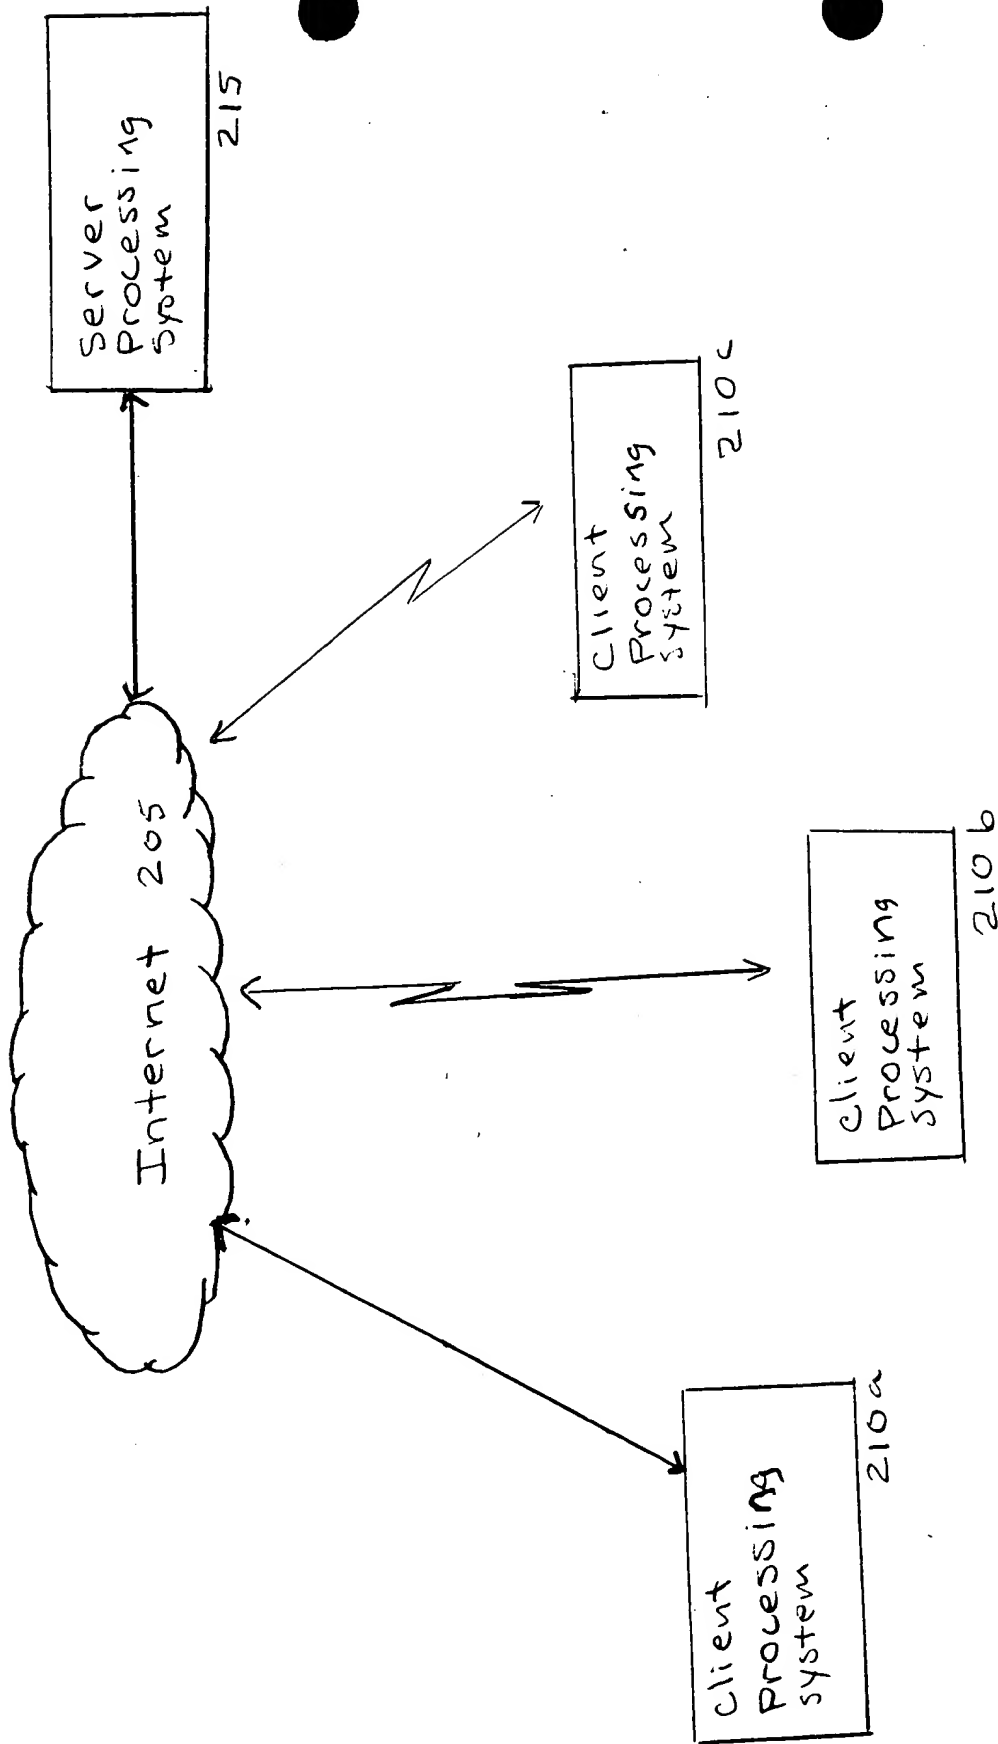 Internet 205
Server
Processing
System
215
Client
Processing
System
210a
Client
Processing
System
210b
Client
Processing
System
210c